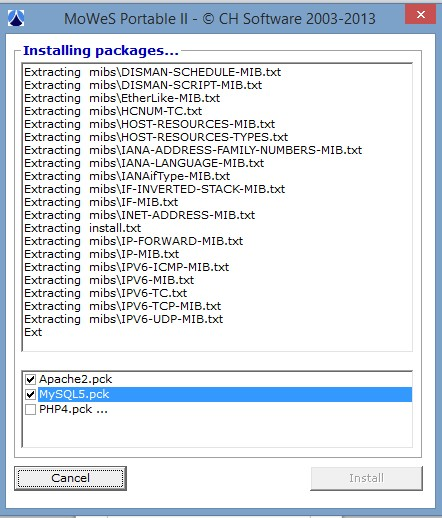 MoWeS Portable II - © CH Software 2003-2013
Installing packages...
Extracting mibs\DISMAN-SCHEDULE-MIB.txt
Extracting mibs\DISMAN-SCRIPT-MIB.txt
Extracting mibs\EtherLike-MIB.txt
Extracting mibs\HCNUM-TC.txt
Extracting mibs\HOST-RESOURCES-MIB.txt
Extracting mibs\HOST-RESOURCES-TYPES.txt
Extracting mibs\IANA-ADDRESS-FAMILY-NUMBERS-MIB.txt
Extracting mibs\IANA-LANGUAGE-MIB.txt
Extracting mibs\IANAifType-MIB.txt
Extracting mibs\IF-INVERTED-STACK-MIB.txt
Extracting mibs\IF-MIB.txt
Extracting mibs\INET-ADDRESS-MIB.txt
Extracting install.txt
Extracting mibs\IP-FORWARD-MIB.txt
Extracting mibs\IP-MIB.txt
Extracting mibs\IPV6-ICMP-MIB.txt
Extracting mibs\IPV6-MIB.txt
Extracting mibs\IPV6-TC.txt
Extracting mibs\IPV6-TCP-MIB.txt
Extracting mibs\IPV6-UDP-MIB.txt
Ext
Apache2.pck
MySQL5.pck
PHP4.pck ...
Cancel
Install